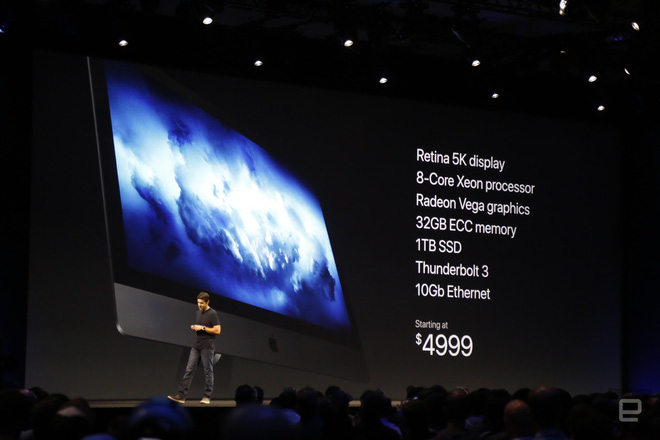 Retina 5K display
8-Core Xeon processor
Radeon Vega graphics
32GB ECC memory
1TB SSD
Thunderbolt 3
10Gb Ethernet
Starting at
$4999
e